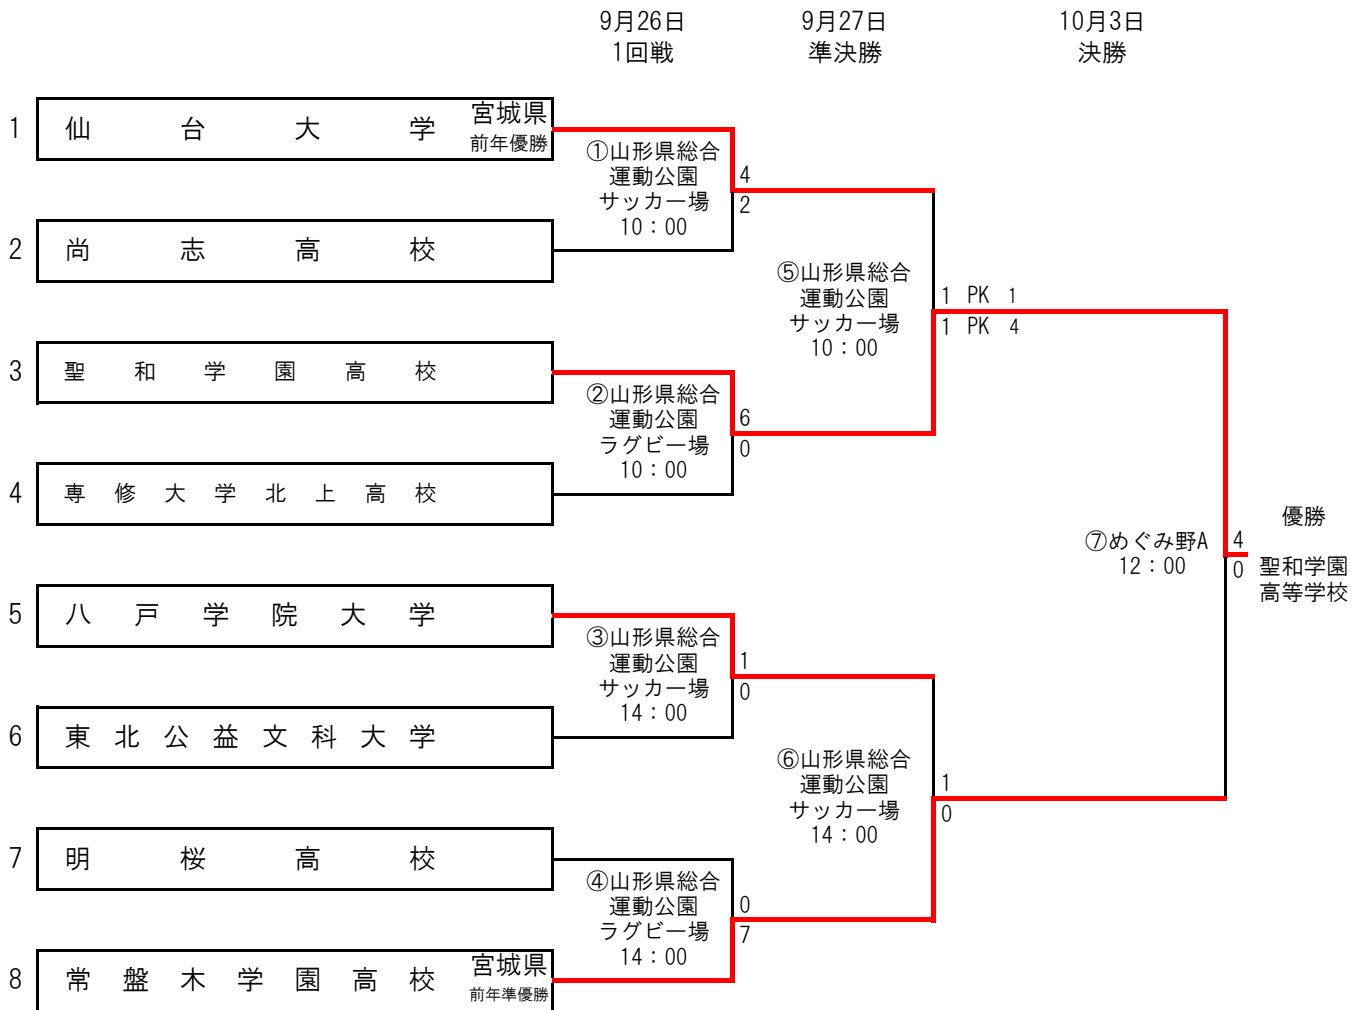 9月26日 9月27日 10月3日
1回戦 準決勝 決勝
1 仙台大学 宮城県
前年優勝
①山形県総合
運動公園
サッカー場
10：00
4
2
2 尚志高校
⑤山形県総合
運動公園
サッカー場
10：00
1 PK 1
1 PK 4
3 聖和学園高校
②山形県総合
運動公園
ラグビー場
10：00
6
0
4 専修大学北上高校
⑦めぐみ野A
12：00
4
0
優勝
聖和学園
高等学校
5 八戸学院大学
③山形県総合
運動公園
サッカー場
14：00
1
0
6 東北公益文科大学
⑥山形県総合
運動公園
サッカー場
14：00
1
0
7 明桜高校
④山形県総合
運動公園
ラグビー場
14：00
0
7
8 常盤木学園高校 宮城県
前年準優勝